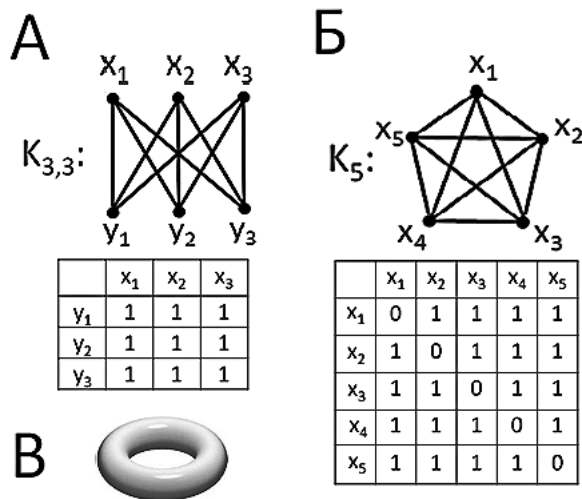 А
x₁ x₂ x₃
K₃,₃:
y₁ y₂ y₃
x₁ x₂ x₃
y₁ 1 1 1
y₂ 1 1 1
y₃ 1 1 1
Б
x₁
x₅ x₂
K₅:
x₄ x₃
x₁ x₂ x₃ x₄ x₅
x₁ 0 1 1 1 1
x₂ 1 0 1 1 1
x₃ 1 1 0 1 1
x₄ 1 1 1 0 1
x₅ 1 1 1 1 0
В